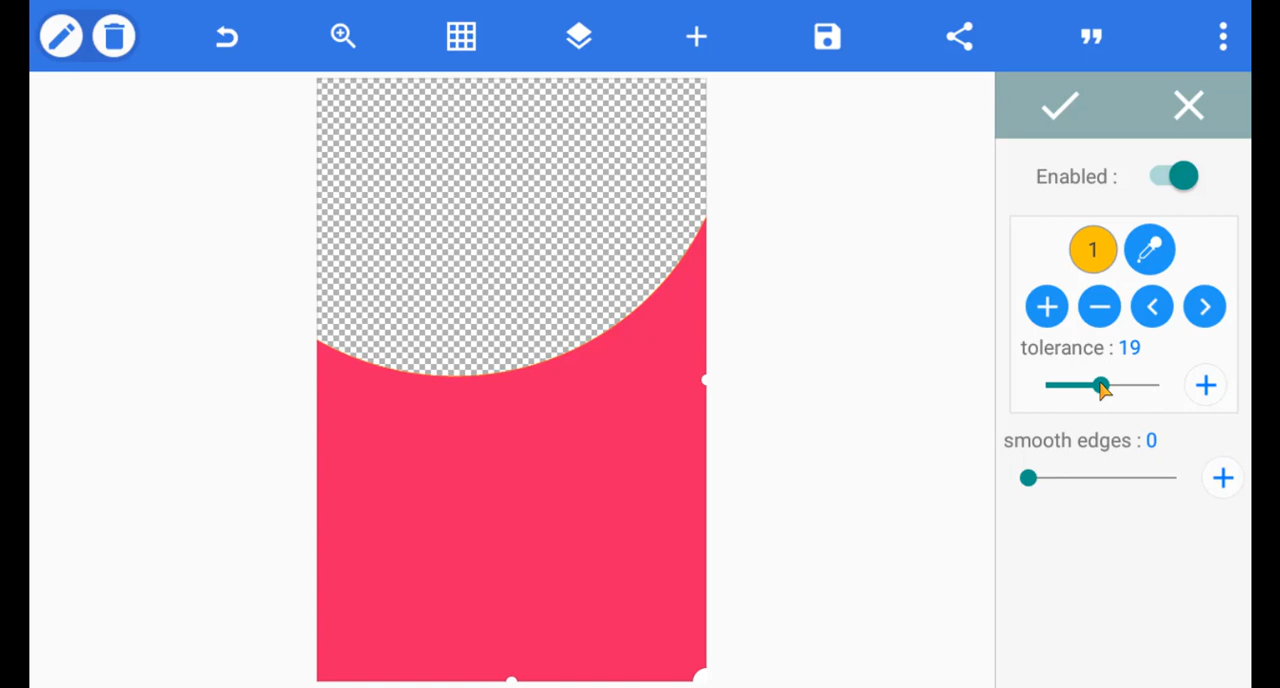 Enabled :
1
tolerance : 19
smooth edges : 0